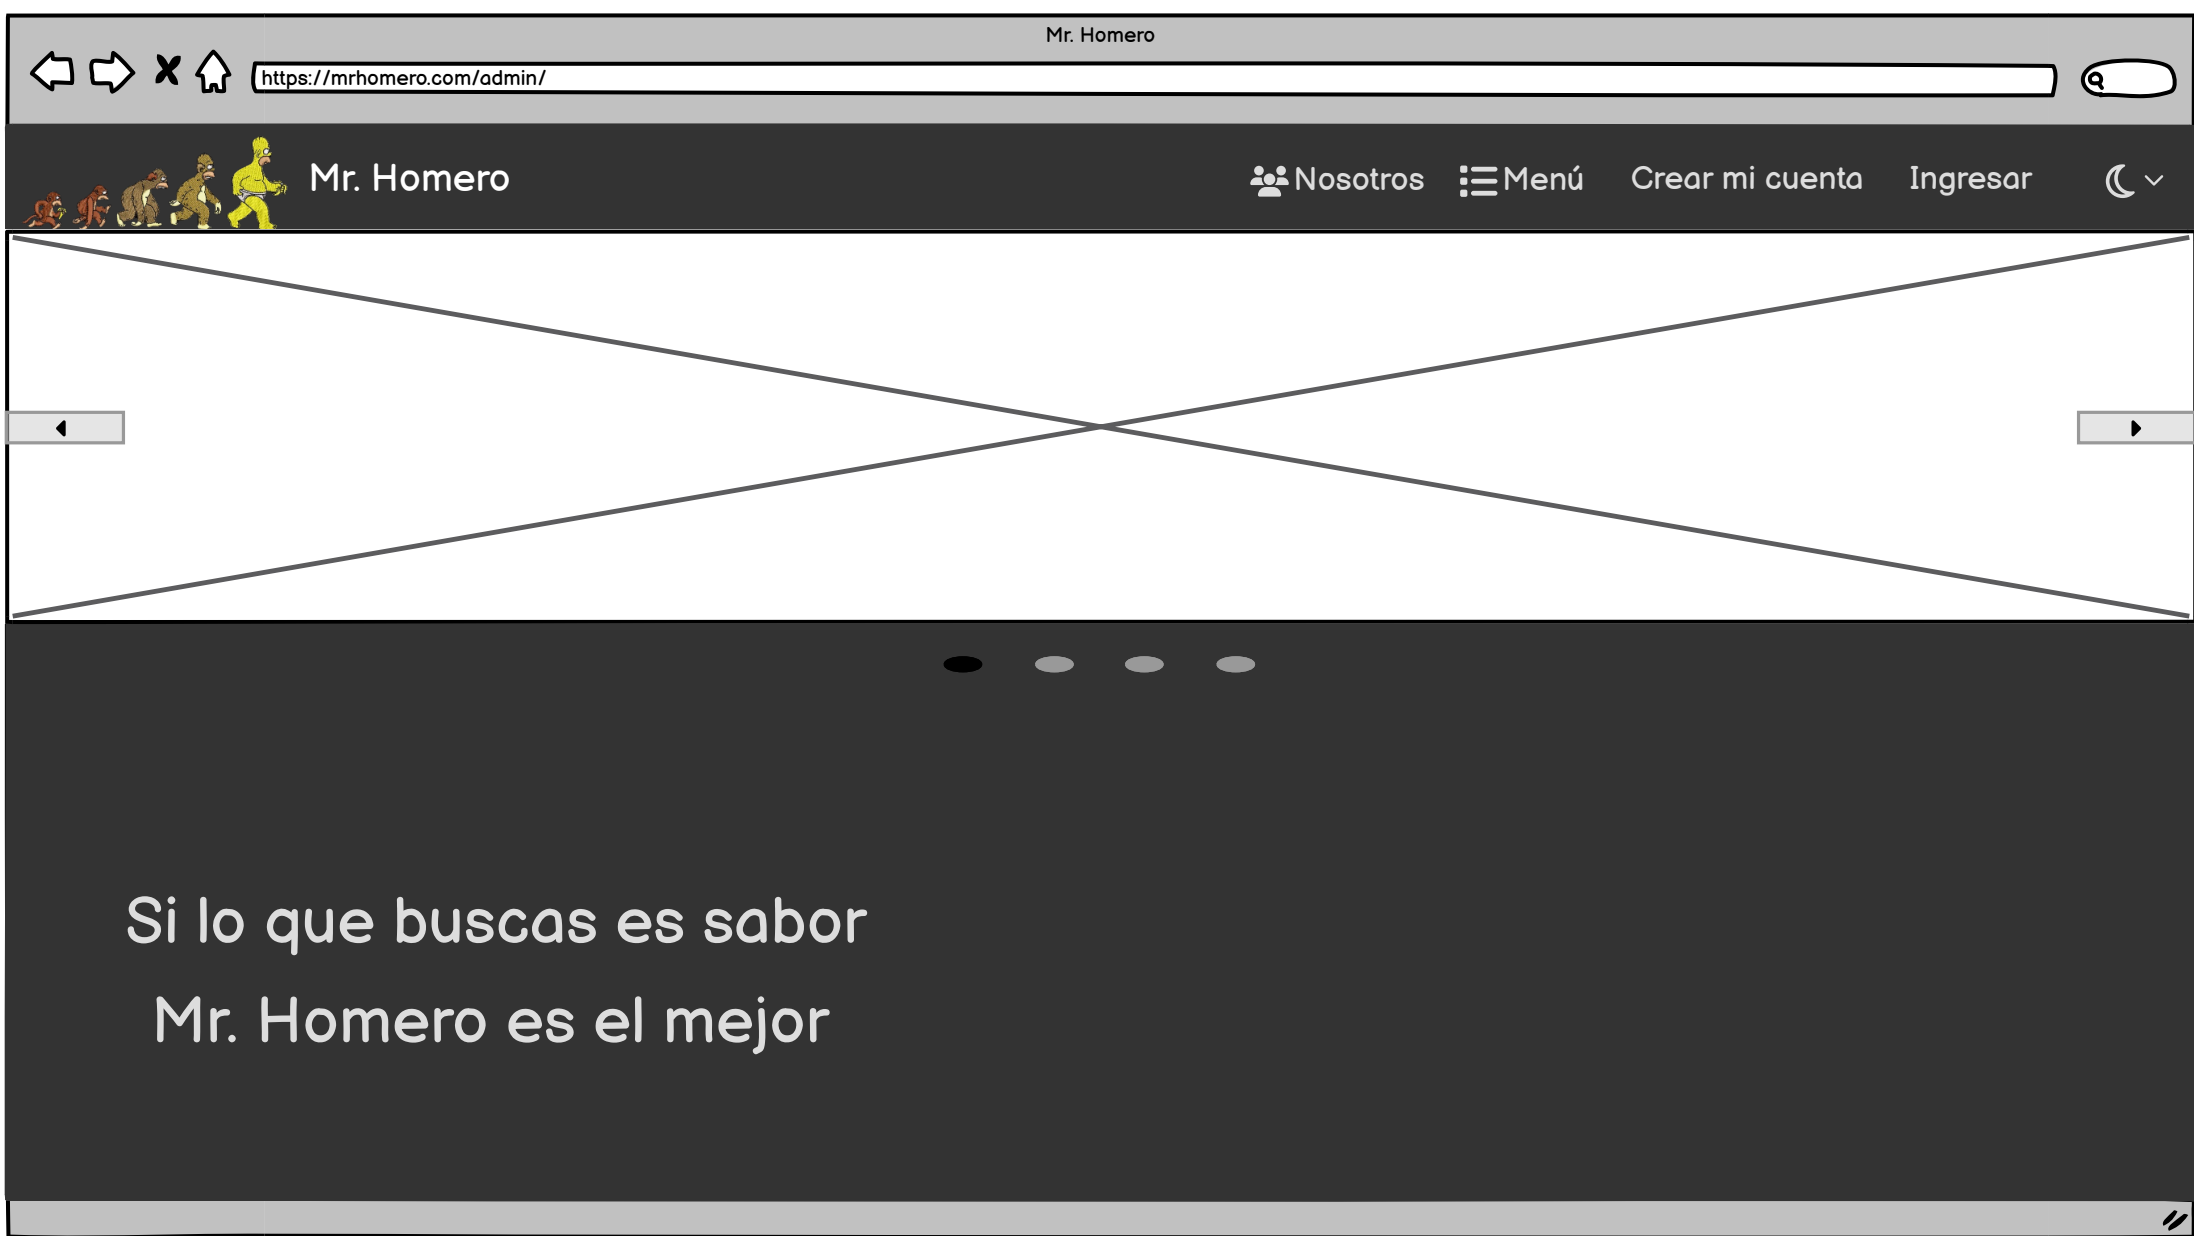 Mr. Homero
https://mrhomero.com/admin/
Mr. Homero
Nosotros
Menú
Crear mi cuenta
Ingresar
Si lo que buscas es sabor
Mr. Homero es el mejor